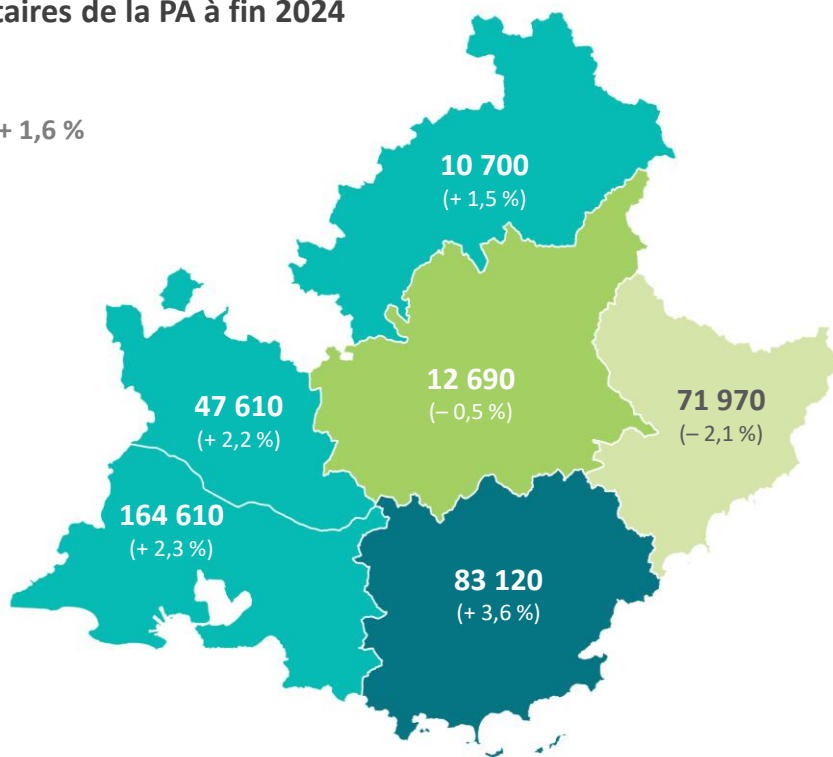 taires de la PA à fin 2024
+ 1,6 %
10 700
(+ 1,5 %)
12 690
(– 0,5 %)
71 970
(– 2,1 %)
47 610
(+ 2,2 %)
164 610
(+ 2,3 %)
83 120
(+ 3,6 %)